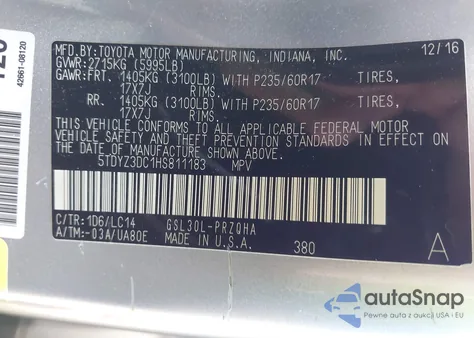 42661-08120
MFD.BY:TOYOTA MOTOR MANUFACTURING, INDIANA, INC. 12/16
GVWR:2715KG (5995LB)
GAWR:FRT. 1405KG (3100LB) WITH P235/60R17 TIRES,
17X7J RIMS.
RR. 1405KG (3100LB) WITH P235/60R17 TIRES,
17X7J RIMS.
THIS VEHICLE CONFORMS TO ALL APPLICABLE FEDERAL MOTOR
VEHICLE SAFETY AND THEFT PREVENTION STANDARDS IN EFFECT ON
THE DATE OF MANUFACTURE SHOWN ABOVE.
5TDYZ3DC1HS811183 MPV
C/TR:1D6/LC14 GSL30L-PRZQHA
A/TM:-03A/UA80E MADE IN U.S.A. 380 A
autoSnap
Pewne auta z aukcji USA i EU